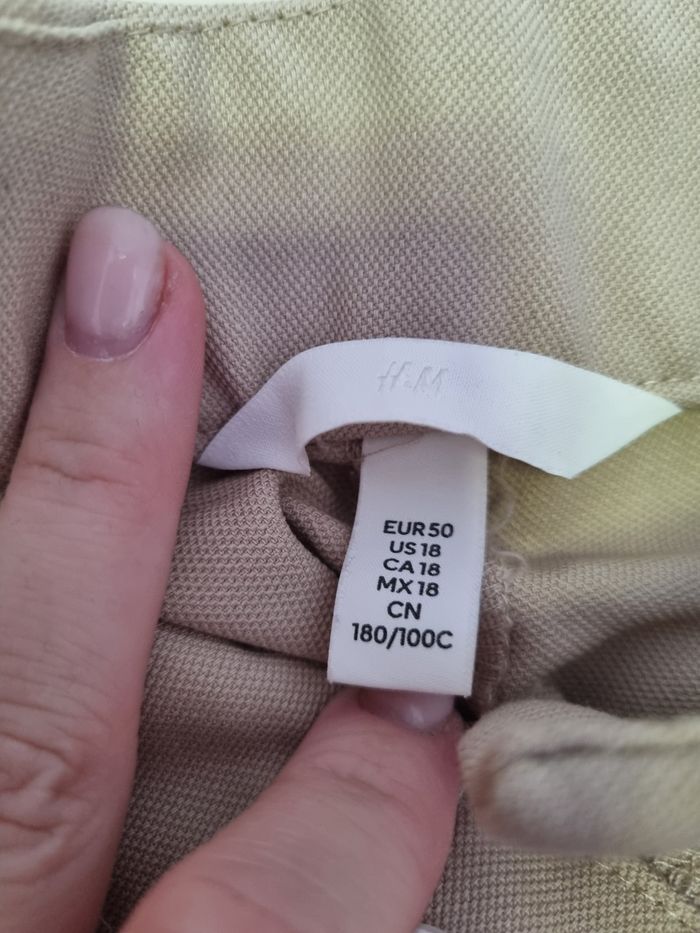 H&M
EUR 50
US 18
CA 18
MX 18
CN
180/100C